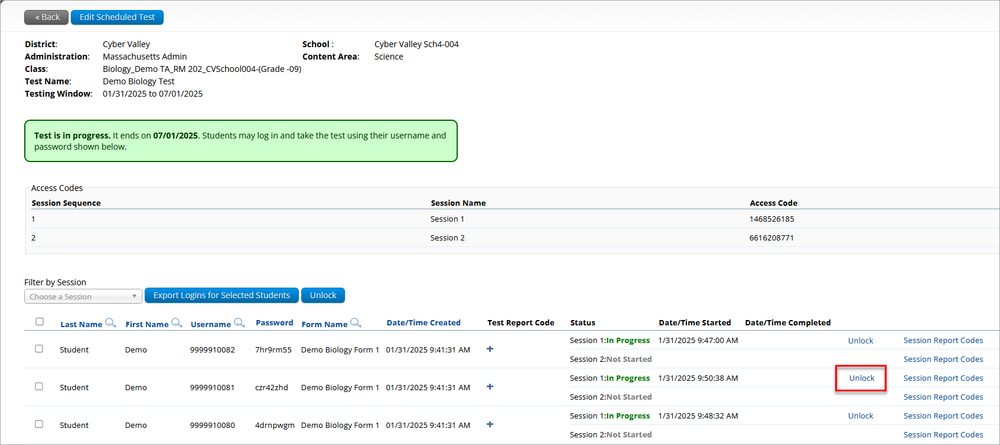 « Back Edit Scheduled Test
District: Cyber Valley School : Cyber Valley Sch4-004
Administration: Massachusetts Admin Content Area: Science
Class: Biology_Demo TA_RM 202_CVSchool004-(Grade -09)
Test Name: Demo Biology Test
Testing Window: 01/31/2025 to 07/01/2025
Test is in progress. It ends on 07/01/2025. Students may log in and take the test using their username and
password shown below.
Access Codes
Session Sequence Session Name Access Code
1 Session 1 1468526185
2 Session 2 6616208771
Filter by Session
Choose a Session Export Logins for Selected Students Unlock
Last Name First Name Username Password Form Name Date/Time Created Test Report Code Status Date/Time Started Date/Time Completed
Session 1:In Progress 1/31/2025 9:47:00 AM Unlock Session Report Codes
Student Demo 9999910082 7hr9rm55 Demo Biology Form 1 01/31/2025 9:41:31 AM +
Session 2:Not Started Session Report Codes
Session 1:In Progress 1/31/2025 9:50:38 AM Unlock Session Report Codes
Student Demo 9999910081 czr42zhd Demo Biology Form 1 01/31/2025 9:41:31 AM +
Session 2:Not Started Session Report Codes
Session 1:In Progress 1/31/2025 9:48:32 AM Unlock Session Report Codes
Student Demo 9999910080 4drnpwgm Demo Biology Form 1 01/31/2025 9:41:31 AM +
Session 2:Not Started Session Report Codes